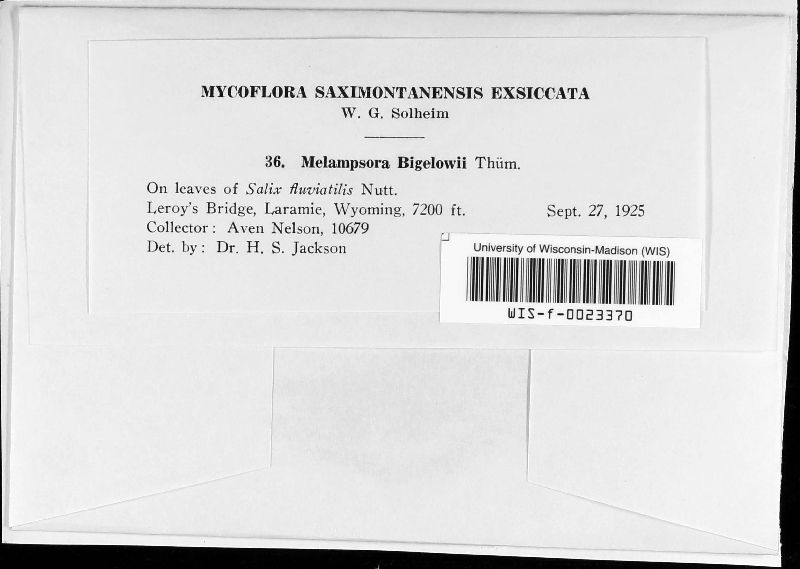 MYCOFLORA SAXIMONTANENSIS EXSICCATA
W. G. Solheim
36. Melampsora Bigelowii Thüm.
On leaves of Salix fluviatilis Nutt.
Leroy's Bridge, Laramie, Wyoming, 7200 ft. Sept. 27, 1925
Collector: Aven Nelson, 10679
Det. by: Dr. H. S. Jackson
University of Wisconsin-Madison (WIS)
WIS-f-0023370